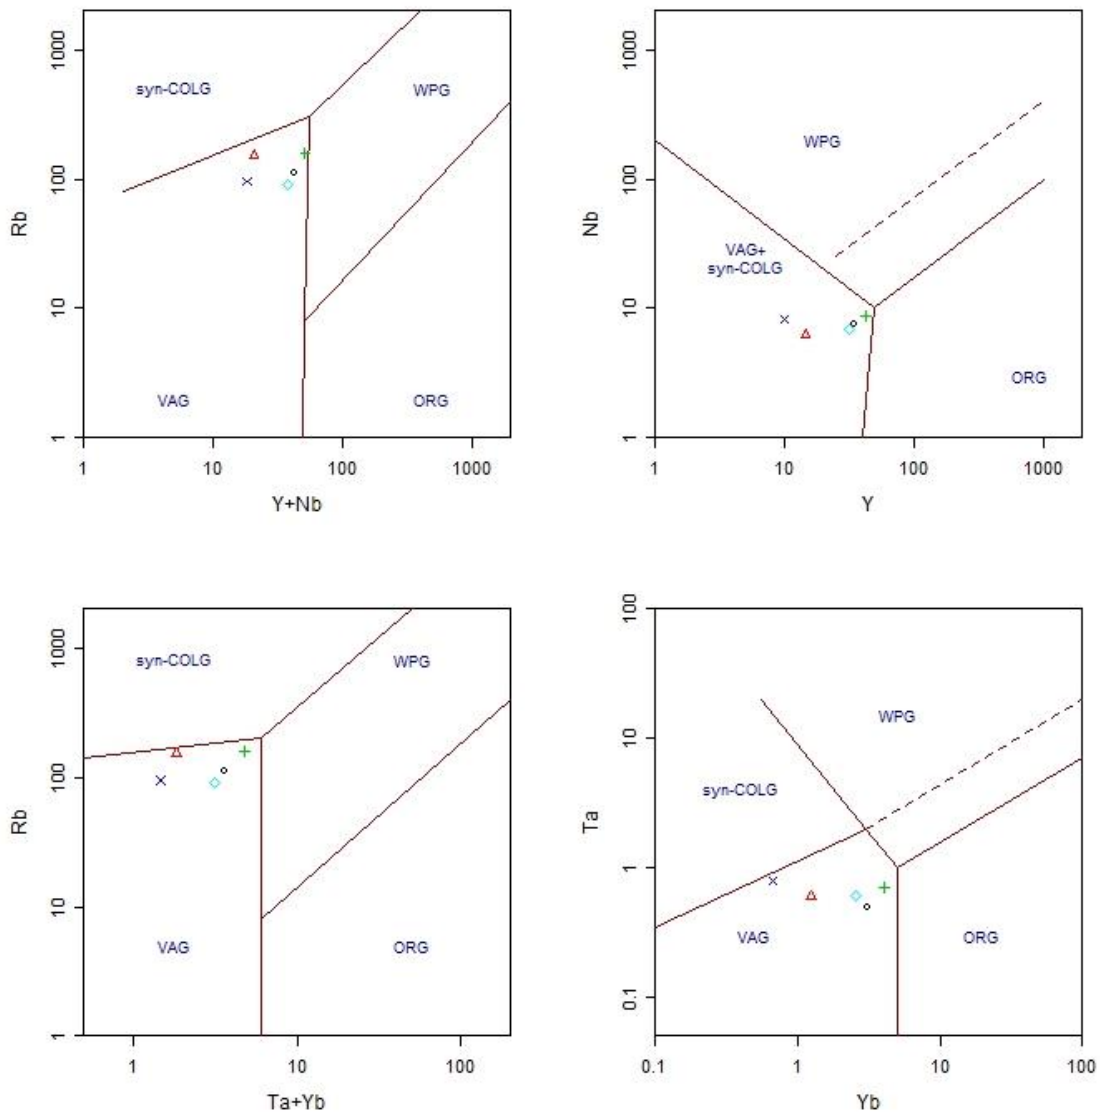 1000
100
10
1
Rb
syn-COLG
WPG
VAG
ORG
1
10
100
1000
Y+Nb
1000
100
10
1
Nb
WPG
VAG+
syn-COLG
ORG
1
10
100
1000
Y
1000
100
10
1
Rb
syn-COLG
WPG
VAG
ORG
1
10
100
Ta+Yb
100
10
1
0.1
Ta
WPG
syn-COLG
VAG
ORG
0.1
1
10
100
Yb